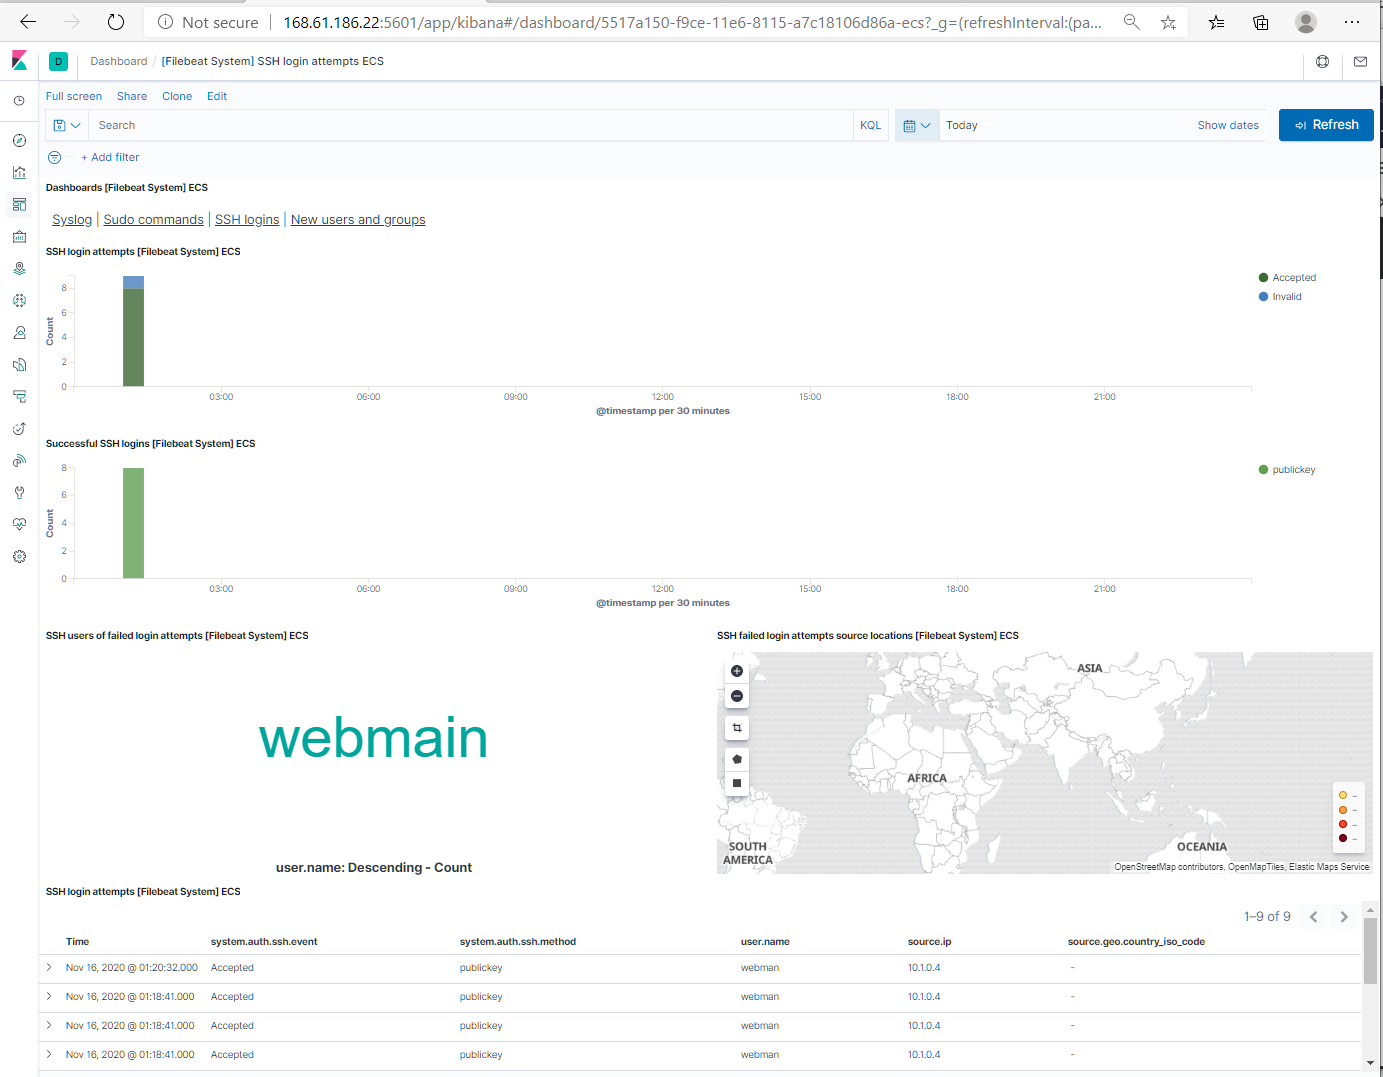 Not secure | 168.61.186.22:5601/app/kibana#/dashboard/5517a150-f9ce-11e6-8115-a7c18106d86a-ecs?_g=(refreshInterval:(pa...
D Dashboard / [Filebeat System] SSH login attempts ECS
Full screen Share Clone Edit
Search KQL Today Show dates Refresh
+ Add filter
Dashboards [Filebeat System] ECS
Syslog | Sudo commands | SSH logins | New users and groups
SSH login attempts [Filebeat System] ECS
Accepted
Invalid
Count
8
6
4
2
0
03:00 06:00 09:00 12:00 15:00 18:00 21:00
@timestamp per 30 minutes
Successful SSH logins [Filebeat System] ECS
publickey
Count
8
6
4
2
0
03:00 06:00 09:00 12:00 15:00 18:00 21:00
@timestamp per 30 minutes
SSH users of failed login attempts [Filebeat System] ECS
webmain
user.name: Descending - Count
SSH failed login attempts source locations [Filebeat System] ECS
ASIA
AFRICA
SOUTH
AMERICA
OCEANIA
–
–
–
–
OpenStreetMap contributors, OpenMapTiles, Elastic Maps Service
SSH login attempts [Filebeat System] ECS
1–9 of 9
Time system.auth.ssh.event system.auth.ssh.method user.name source.ip source.geo.country_iso_code
Nov 16, 2020 @ 01:20:32.000 Accepted publickey webman 10.1.0.4 -
Nov 16, 2020 @ 01:18:41.000 Accepted publickey webman 10.1.0.4 -
Nov 16, 2020 @ 01:18:41.000 Accepted publickey webman 10.1.0.4 -
Nov 16, 2020 @ 01:18:41.000 Accepted publickey webman 10.1.0.4 -